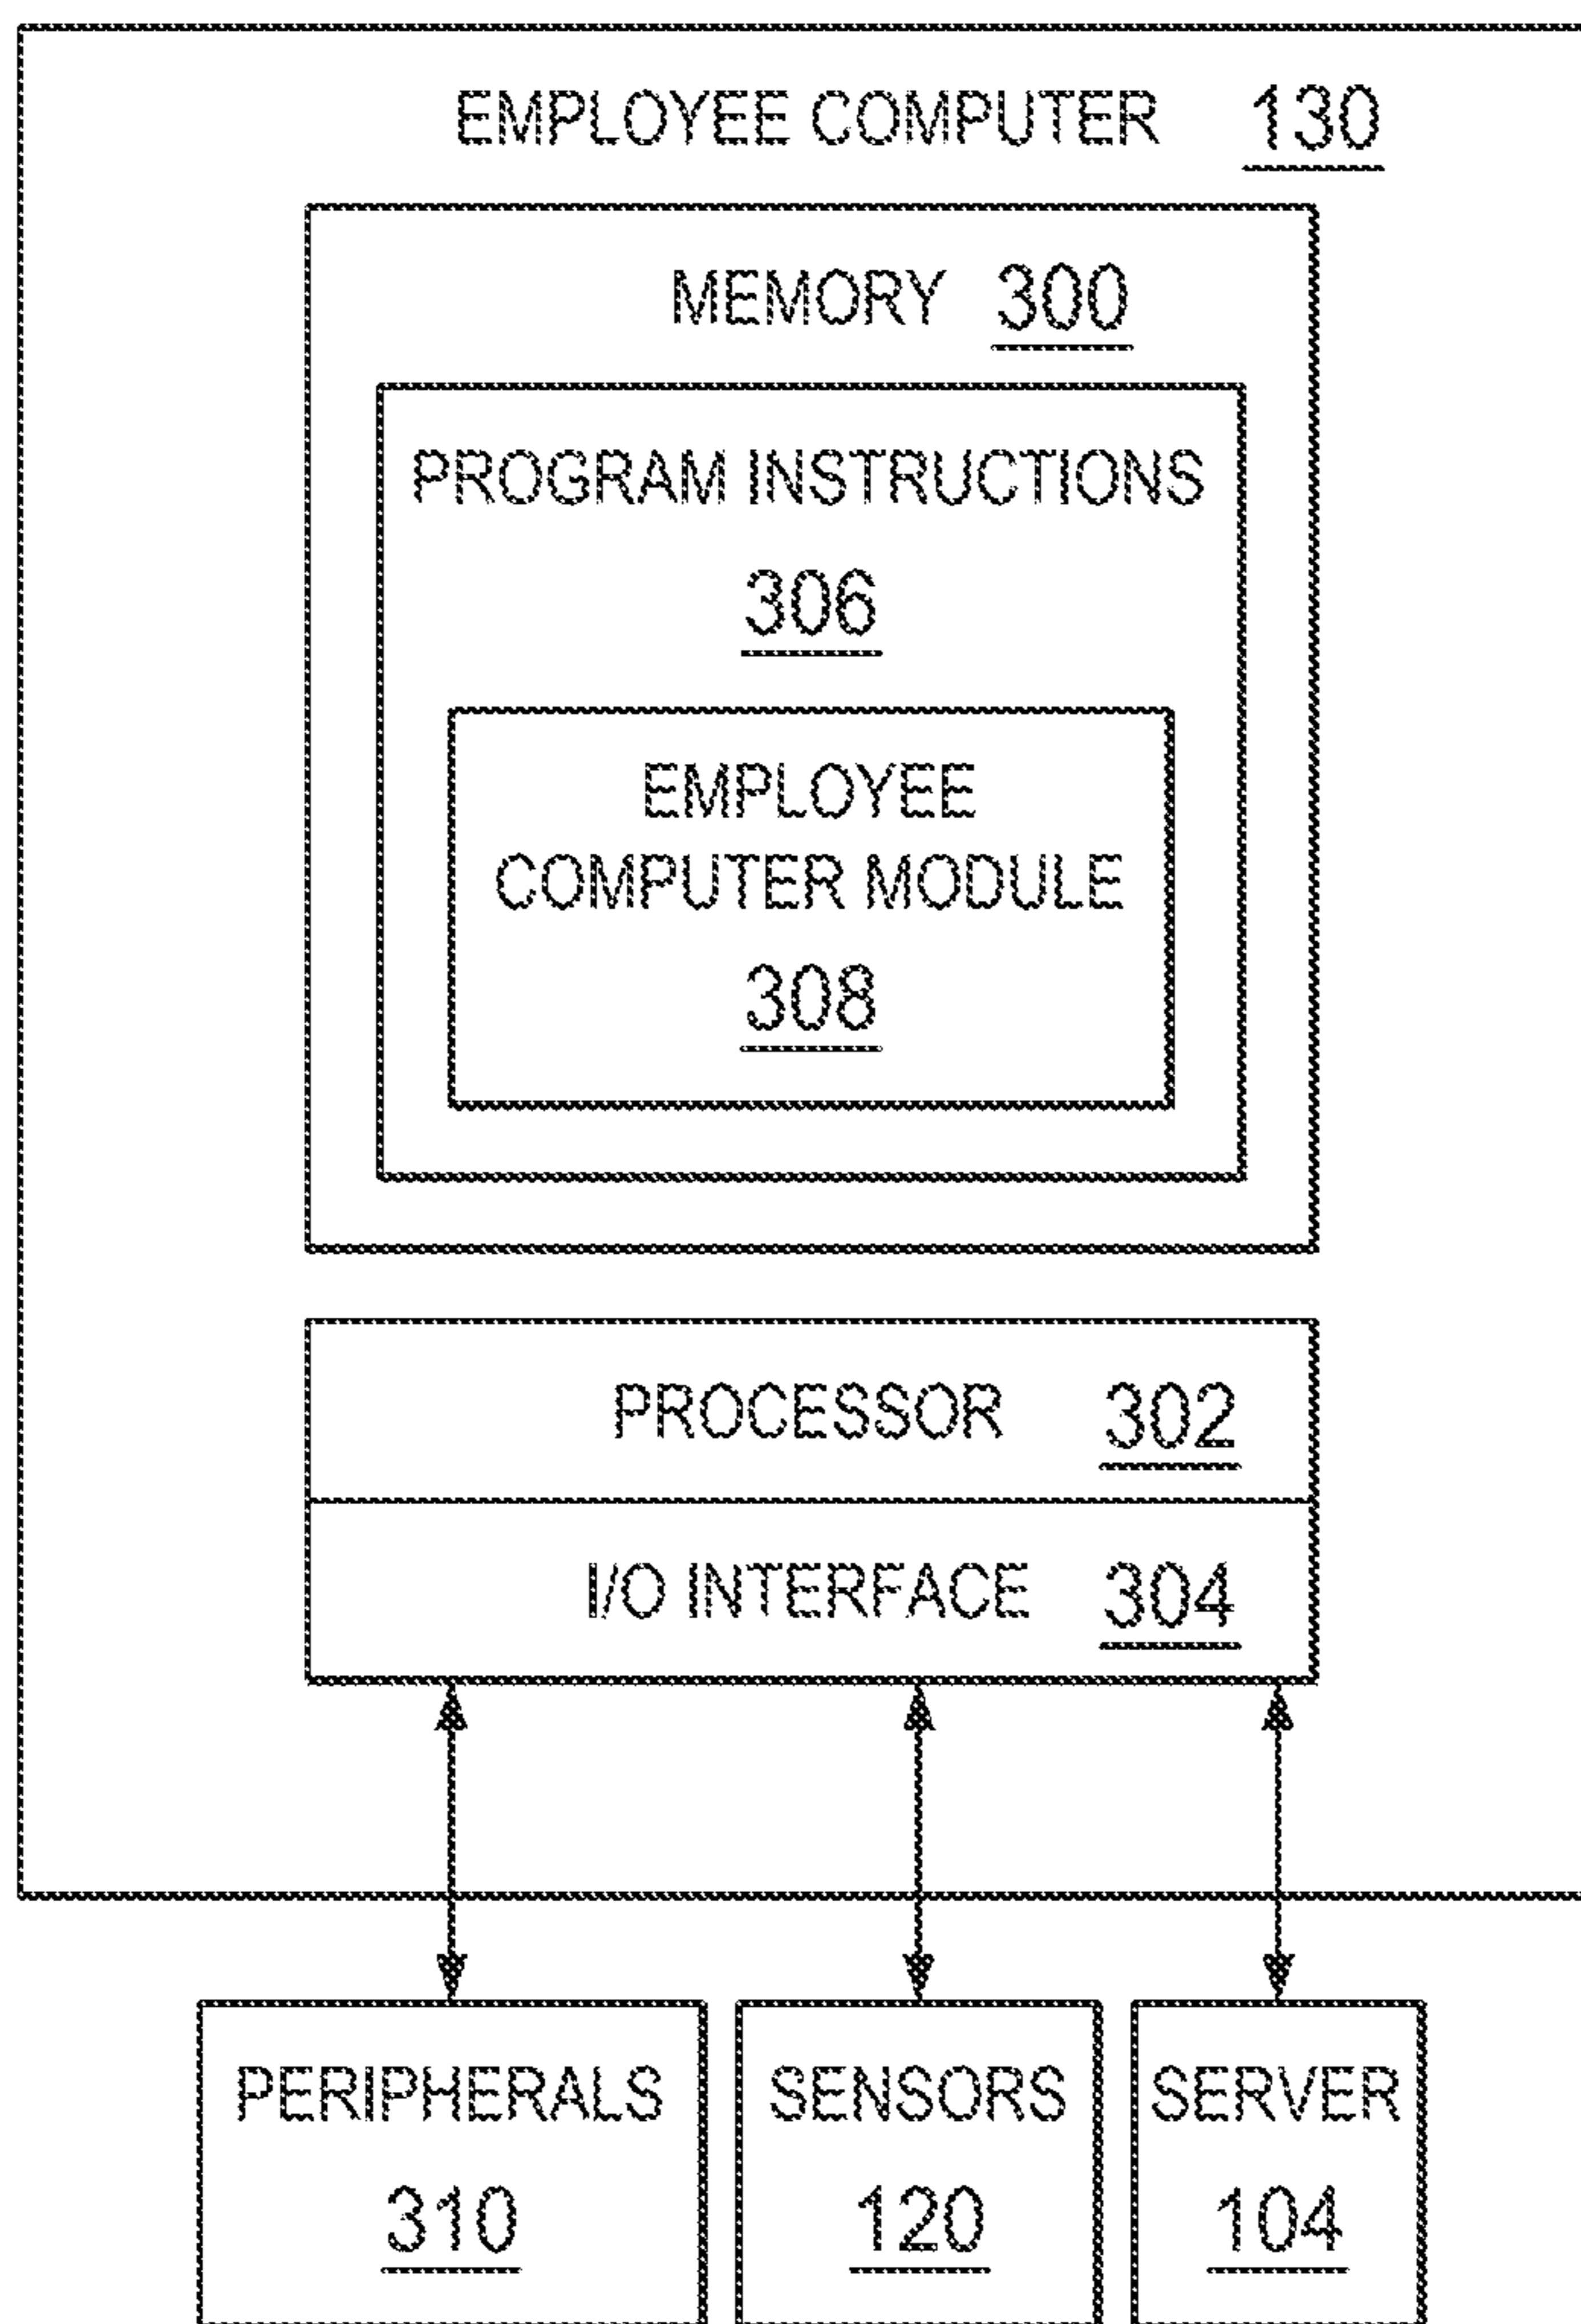 EMPLOYEE COMPUTER 130
MEMORY 300
PROGRAM INSTRUCTIONS
306
EMPLOYEE
COMPUTER MODULE
308
PROCESSOR 302
I/O INTERFACE 304
PERIPHERALS
310
SENSORS
120
SERVER
104